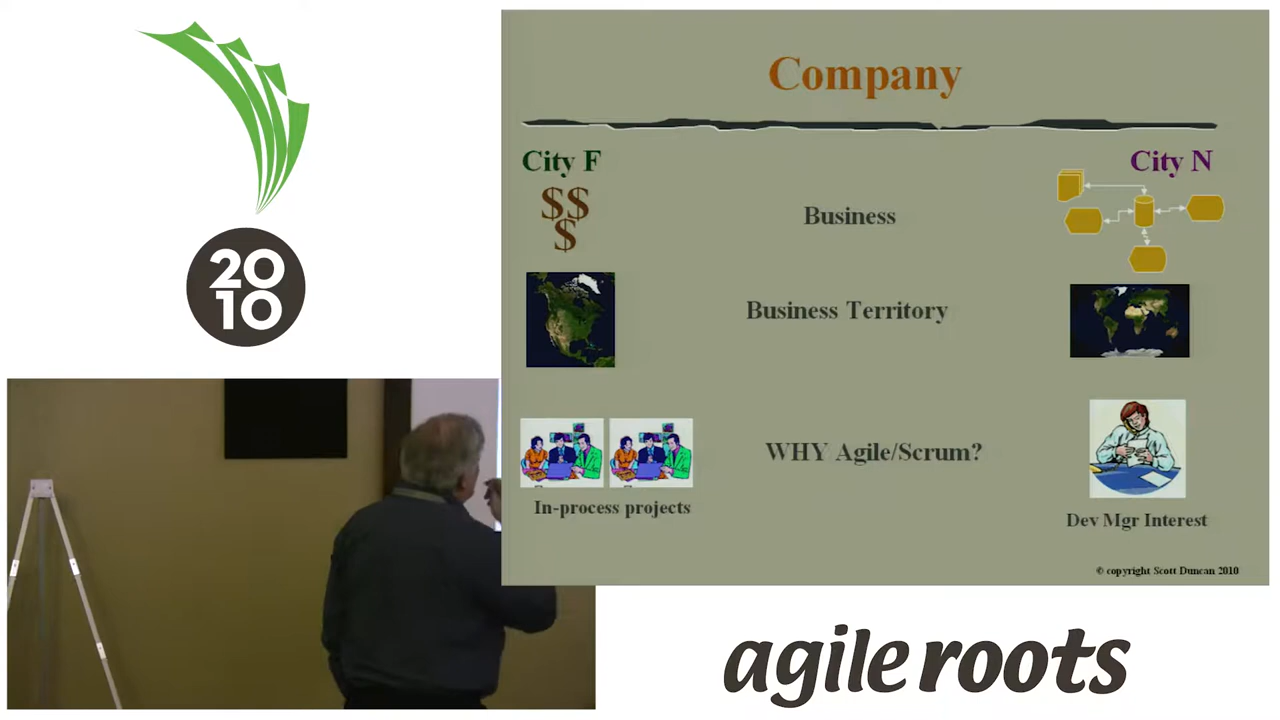 20
10
Company
City F
City N
$$
$
Business
Business Territory
WHY Agile/Scrum?
In-process projects
Dev Mgr Interest
© copyright Scott Duncan 2010
agile roots